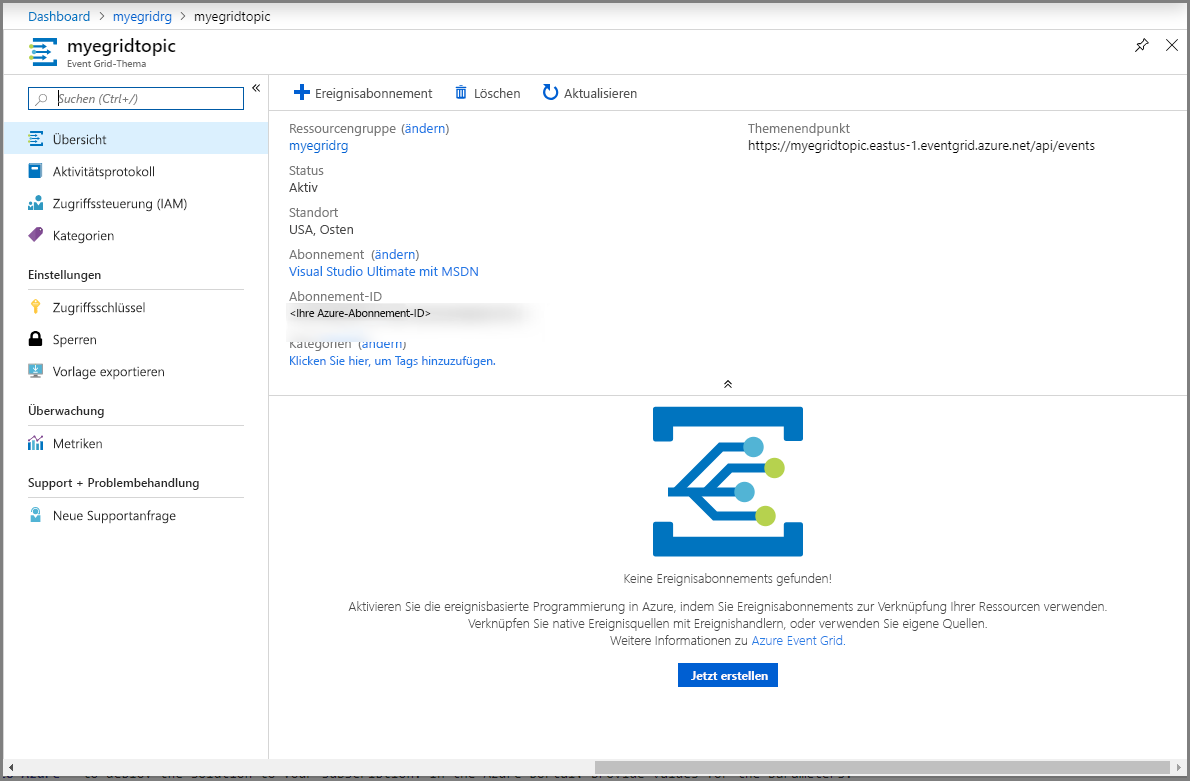 Dashboard > myegridrg > myegridtopic
myegridtopic
Event Grid-Thema
Suchen (Ctrl+/)
«
Übersicht
Aktivitätsprotokoll
Zugriffssteuerung (IAM)
Kategorien
Einstellungen
Zugriffsschlüssel
Sperren
Vorlage exportieren
Überwachung
Metriken
Support + Problembehandlung
Neue Supportanfrage
Ereignisabonnement Löschen Aktualisieren
Ressourcengruppe (ändern)
myegridrg
Status
Aktiv
Standort
USA, Osten
Abonnement (ändern)
Visual Studio Ultimate mit MSDN
Abonnement-ID
<Ihre Azure-Abonnement-ID>
Kategorien (ändern)
Klicken Sie hier, um Tags hinzuzufügen.
Themenendpunkt
https://myegridtopic.eastus-1.eventgrid.azure.net/api/events
Keine Ereignisabonnements gefunden!
Aktivieren Sie die ereignisbasierte Programmierung in Azure, indem Sie Ereignisabonnements zur Verknüpfung Ihrer Ressourcen verwenden.
Verknüpfen Sie native Ereignisquellen mit Ereignishandlern, oder verwenden Sie eigene Quellen.
Weitere Informationen zu Azure Event Grid.
Jetzt erstellen